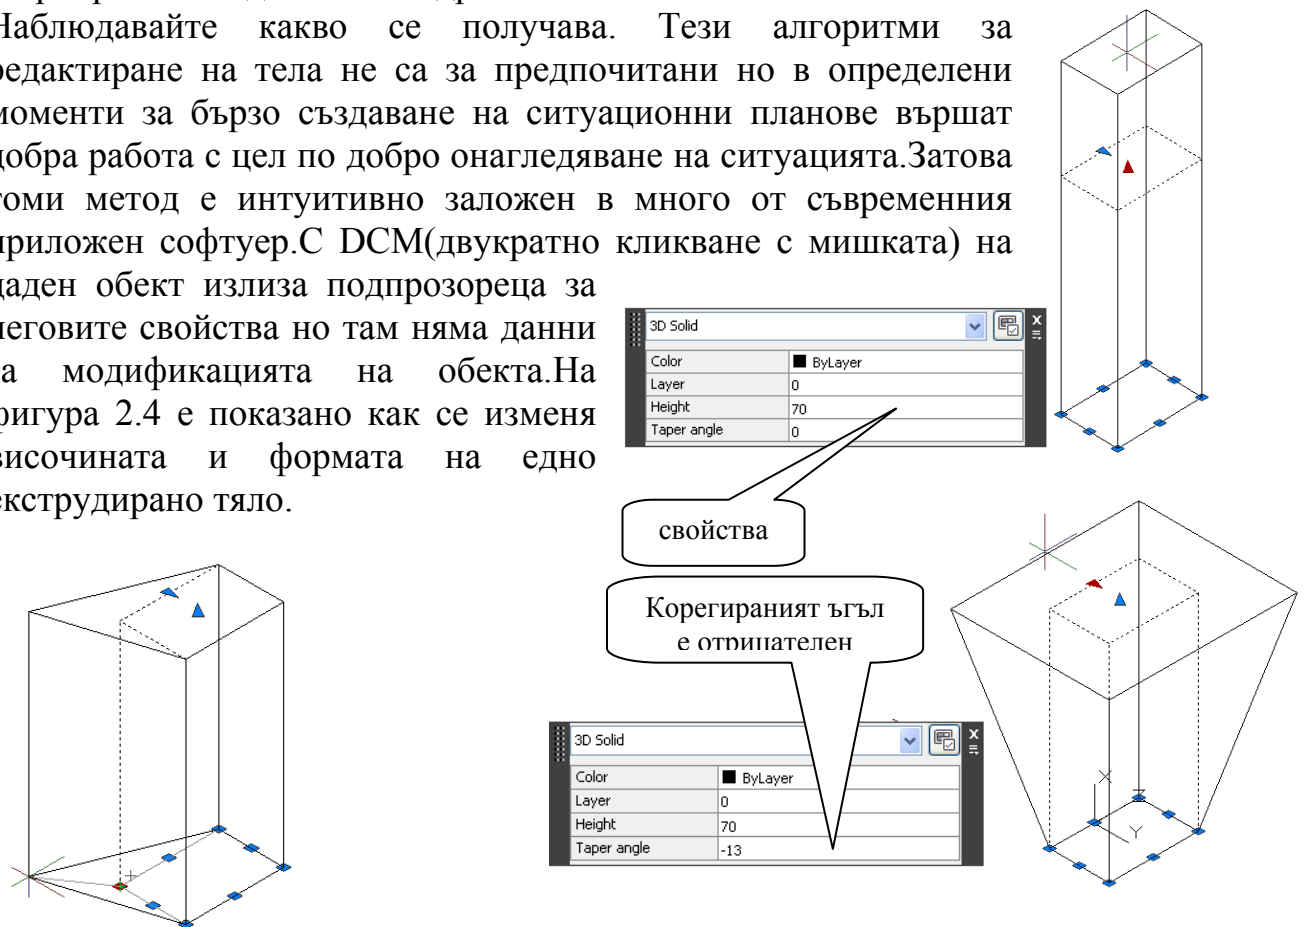 Наблюдавайте какво се получава. Тези алгоритми за
редактиране на тела не са за предпочитани но в определени
моменти за бързо създаване на ситуационни планове вършат
добра работа с цел по добро онагледяване на ситуацията.Затова
томи метод е интуитивно заложен в много от съвременния
приложен софтуер.С DCM(двукратно кликване с мишката) на
даден обект излиза подпрозореца за
неговите свойства но там няма данни
за модификацията на обекта.На
фигура 2.4 е показано как се изменя
височината и формата на едно
екструдирано тяло.
3D Solid
Color ByLayer
Layer 0
Height 70
Taper angle 0
свойства
Корегираният ъгъл
е отрицателен
3D Solid
Color ByLayer
Layer 0
Height 70
Taper angle -13
X
Z
Y